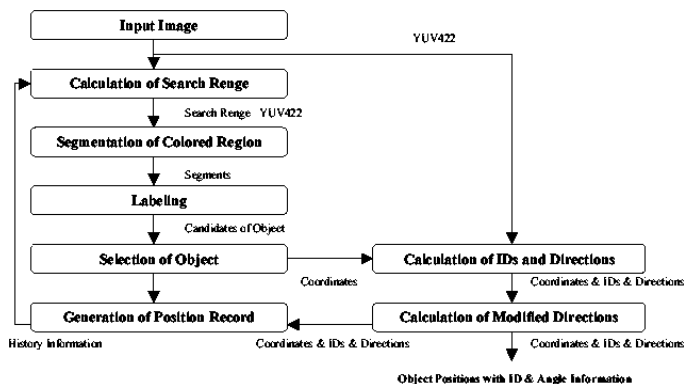 Input Image
YUV422
Calculation of Search Renge
Search Renge YUV422
Segmentation of Colored Region
Segments
Labeling
Candidates of Object
Selection of Object
Calculation of IDs and Directions
Coordinates
Coordinates & IDs & Directions
Generation of Position Record
Calculation of Modified Directions
History information
Coordinates & IDs & Directions
Coordinates & IDs & Directions
Object Positions with ID & Angle Information